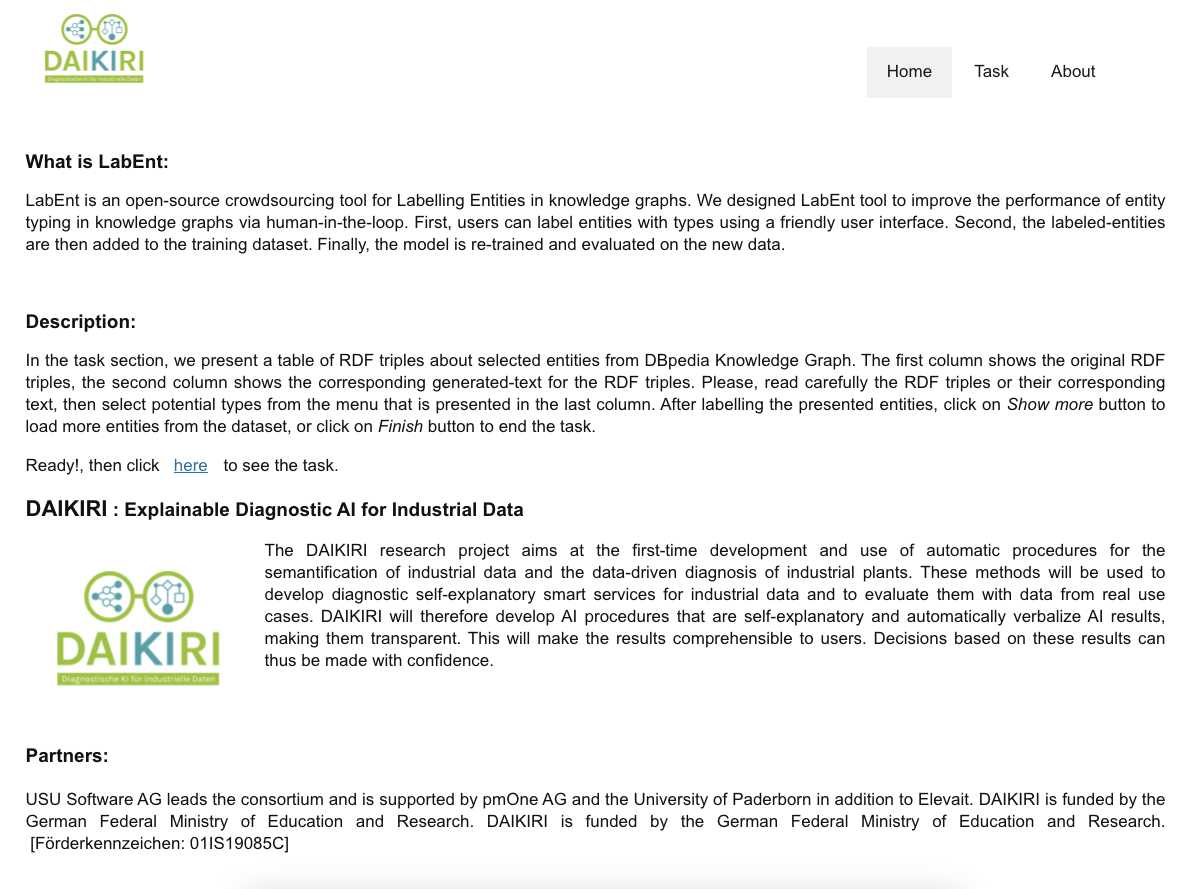 DAIKIRI
Diagnostische KI für industrielle Daten
Home Task About
What is LabEnt:
LabEnt is an open-source crowdsourcing tool for Labelling Entities in knowledge graphs. We designed LabEnt tool to improve the performance of entity
typing in knowledge graphs via human-in-the-loop. First, users can label entities with types using a friendly user interface. Second, the labeled-entities
are then added to the training dataset. Finally, the model is re-trained and evaluated on the new data.
Description:
In the task section, we present a table of RDF triples about selected entities from DBpedia Knowledge Graph. The first column shows the original RDF
triples, the second column shows the corresponding generated-text for the RDF triples. Please, read carefully the RDF triples or their corresponding
text, then select potential types from the menu that is presented in the last column. After labelling the presented entities, click on Show more button to
load more entities from the dataset, or click on Finish button to end the task.
Ready!, then click here to see the task.
DAIKIRI : Explainable Diagnostic AI for Industrial Data
DAIKIRI
Diagnostische KI für industrielle Daten
The DAIKIRI research project aims at the first-time development and use of automatic procedures for the
semantification of industrial data and the data-driven diagnosis of industrial plants. These methods will be used to
develop diagnostic self-explanatory smart services for industrial data and to evaluate them with data from real use
cases. DAIKIRI will therefore develop AI procedures that are self-explanatory and automatically verbalize AI results,
making them transparent. This will make the results comprehensible to users. Decisions based on these results can
thus be made with confidence.
Partners:
USU Software AG leads the consortium and is supported by pmOne AG and the University of Paderborn in addition to Elevait. DAIKIRI is funded by the
German Federal Ministry of Education and Research. DAIKIRI is funded by the German Federal Ministry of Education and Research.
[Förderkennzeichen: 01IS19085C]